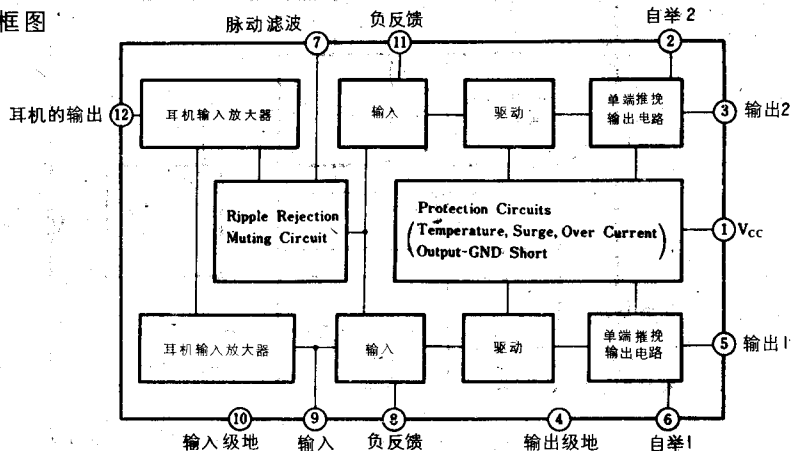 框图
脉动滤波 负反馈 自举2
7 11 2
耳机的输出 12 耳机输入放大器 输入 驱动 单端推挽 输出电路 3 输出2
Ripple Rejection
Muting Circuit
Protection Circuits
(Temperature, Surge, Over Current)
Output-GND Short
1 Vcc
耳机输入放大器 输入 驱动 单端推挽 输出电路 5 输出1
10 9 8 4 6
输入级地 输入 负反馈 输出级地 自举1